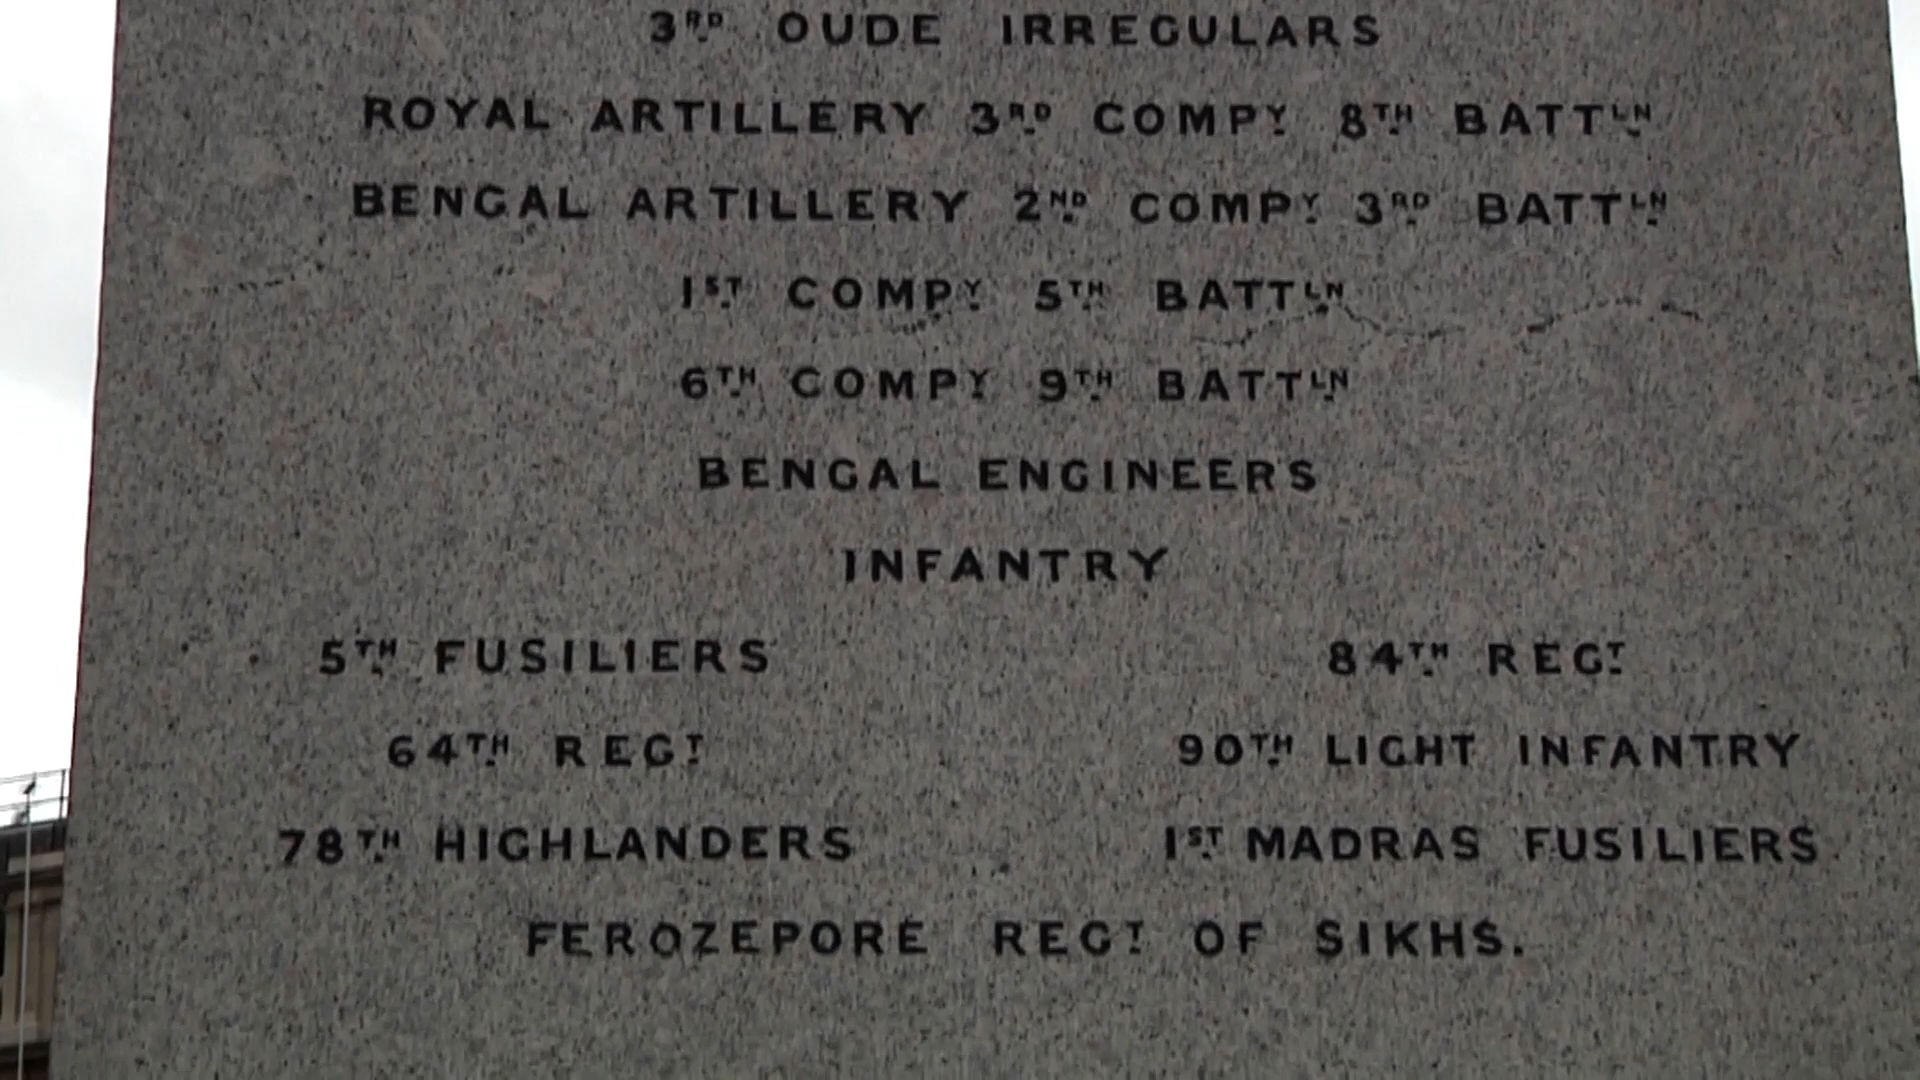 3RD OUDE IRREGULARS
ROYAL ARTILLERY 3RD COMPY 8TH BATTLN
BENGAL ARTILLERY 2ND COMPY 3RD BATTLN
1ST COMPY 5TH BATTLN
6TH COMPY 9TH BATTLN
BENGAL ENGINEERS
INFANTRY
5TH FUSILIERS 84TH REGT
64TH REGT 90TH LIGHT INFANTRY
78TH HIGHLANDERS 1ST MADRAS FUSILIERS
FEROZEPORE REGT OF SIKHS.